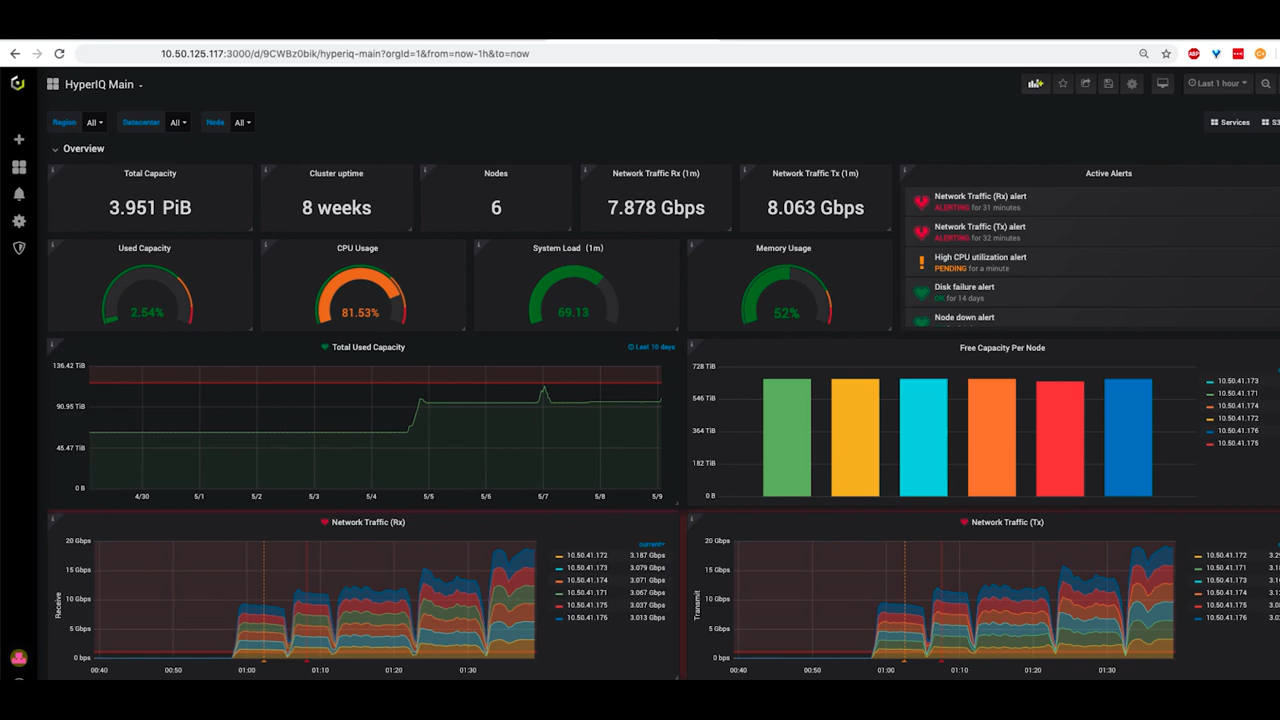 10.50.125.117:3000/d/9CWBz0bik/hyperiq-main?orgId=1&from=now-1h&to=now
ABP
HyperIQ Main
Last 1 hour
Region All Datacenter All Node All
Services
Overview
Total Capacity
3.951 PiB
Cluster uptime
8 weeks
Nodes
6
Network Traffic Rx (1m)
7.878 Gbps
Network Traffic Tx (1m)
8.063 Gbps
Active Alerts
Network Traffic (Rx) alert
ALERTING for 31 minutes
Network Traffic (Tx) alert
ALERTING for 32 minutes
High CPU utilization alert
PENDING for a minute
Disk failure alert
OK for 14 days
Node down alert
Used Capacity
2.54%
CPU Usage
81.53%
System Load (1m)
69.13
Memory Usage
52%
Total Used Capacity
Last 10 days
136.42 TiB
90.95 TiB
45.47 TiB
0 B
4/30 5/1 5/2 5/3 5/4 5/5 5/6 5/7 5/8 5/9
Free Capacity Per Node
728 TiB
546 TiB
364 TiB
182 TiB
0 B
10.50.41.173
10.50.41.171
10.50.41.174
10.50.41.172
10.50.41.176
10.50.41.175
Network Traffic (Rx)
Receive
20 Gbps
15 Gbps
10 Gbps
5 Gbps
0 bps
00:40 00:50 01:00 01:10 01:20 01:30
current
10.50.41.172 3.187 Gbps
10.50.41.173 3.079 Gbps
10.50.41.174 3.071 Gbps
10.50.41.171 3.067 Gbps
10.50.41.175 3.037 Gbps
10.50.41.176 3.013 Gbps
Network Traffic (Tx)
Transmit
20 Gbps
15 Gbps
10 Gbps
5 Gbps
0 bps
00:40 00:50 01:00 01:10 01:20 01:30
10.50.41.172
10.50.41.171
10.50.41.173
10.50.41.174
10.50.41.175
10.50.41.176